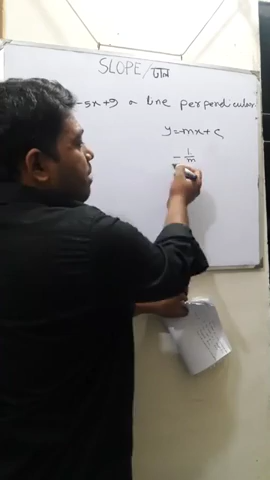 SLOPE/ঢাল
-5x+9 a line perpendicular
y=mx+c
-1/m